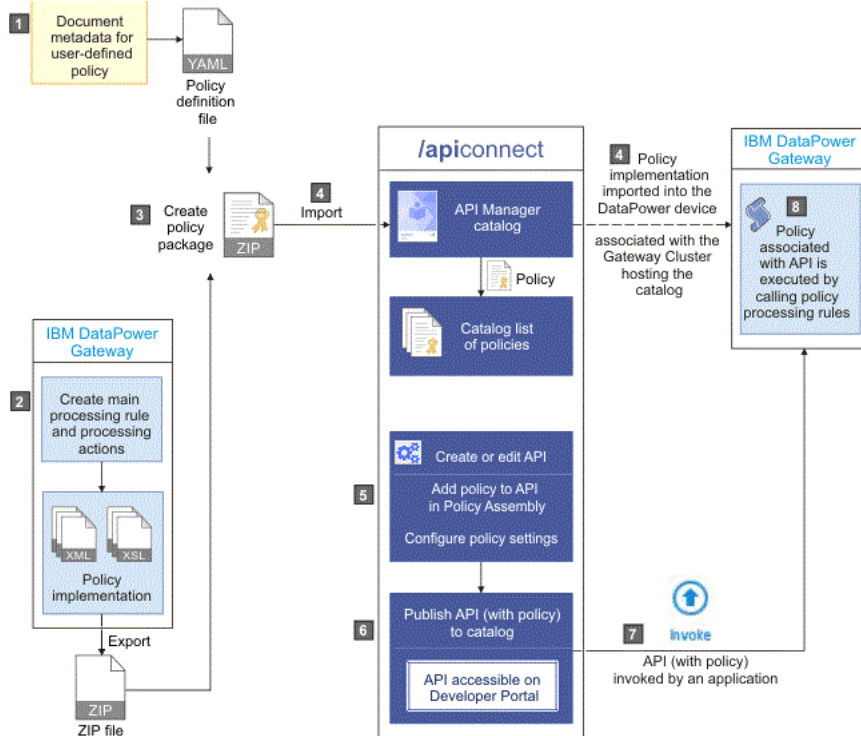 1
Document
metadata for
user-defined
policy
YAML
Policy
definition
file
3
Create
policy
package
ZIP
4
Import
IBM DataPower
Gateway
2
Create main
processing rule
and processing
actions
XML
XSL
Policy
implementation
Export
ZIP
ZIP file
/apiconnect
API Manager
catalog
Policy
Catalog list
of policies
5
Create or edit API
Add policy to API
in Policy Assembly
Configure policy settings
6
Publish API (with policy)
to catalog
API accessible on
Developer Portal
4
Policy
implementation
imported into the
DataPower device
associated with the
Gateway Cluster
hosting the
catalog
7
invoke
API (with policy)
invoked by an application
IBM DataPower
Gateway
8
Policy
associated
with API is
executed by
calling policy
processing rules